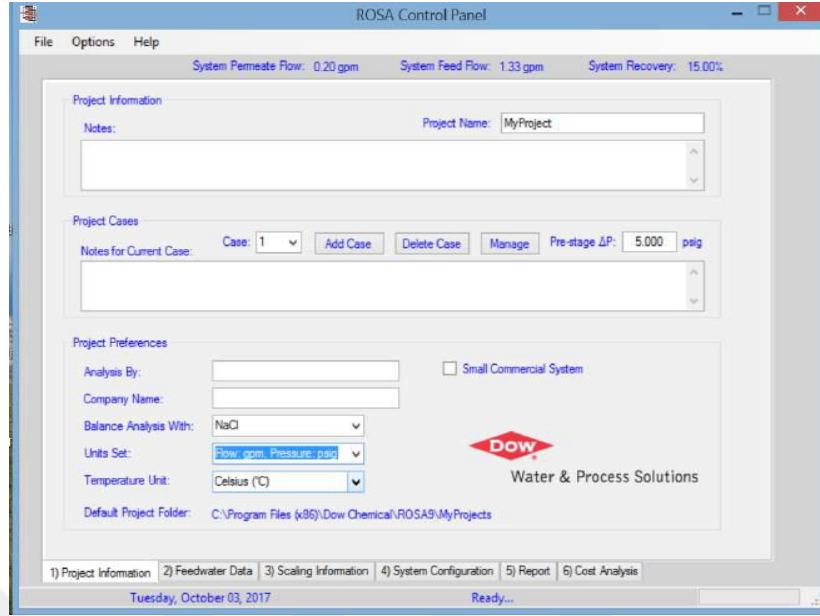 ROSA Control Panel
File Options Help
System Permeate Flow: 0.20 gpm System Feed Flow: 1.33 gpm System Recovery: 15.00%
Project Information
Notes: Project Name: MyProject
Project Cases
Notes for Current Case: Case: 1 Add Case Delete Case Manage Pre-stage ΔP: 5.000 psig
Project Preferences
Analysis By: Small Commercial System
Company Name:
Balance Analysis With: NaCl
Units Set: Flow: gpm, Pressure: psig
DOW
Temperature Unit: Celsius (°C) Water & Process Solutions
Default Project Folder: C:\Program Files (x86)\Dow Chemical\ROSA9\MyProjects
1) Project Information 2) Feedwater Data 3) Scaling Information 4) System Configuration 5) Report 6) Cost Analysis
Tuesday, October 03, 2017 Ready...